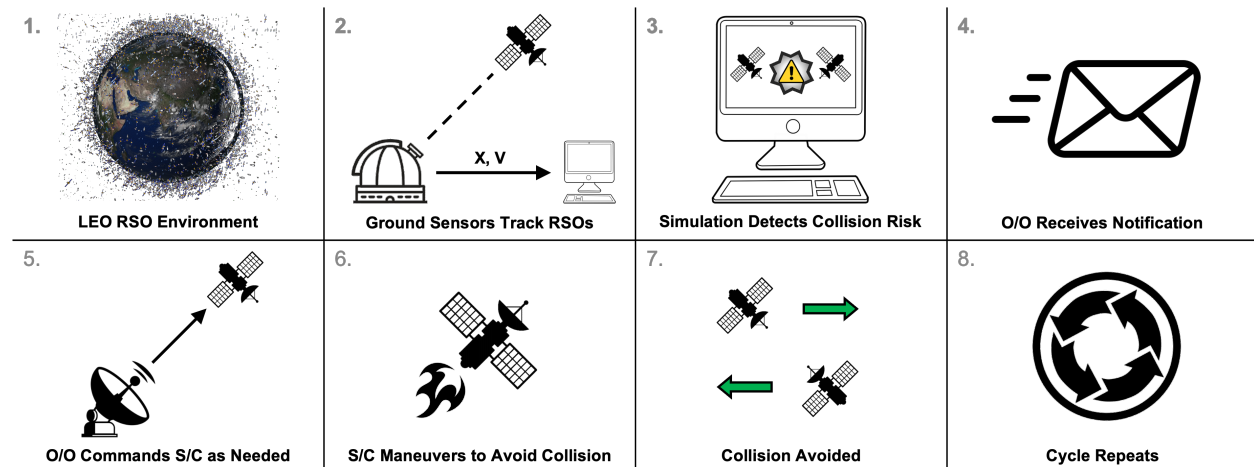 1.
LEO RSO Environment
2.
X, V
Ground Sensors Track RSOs
3.
!
Simulation Detects Collision Risk
4.
O/O Receives Notification
5.
O/O Commands S/C as Needed
6.
S/C Maneuvers to Avoid Collision
7.
Collision Avoided
8.
Cycle Repeats